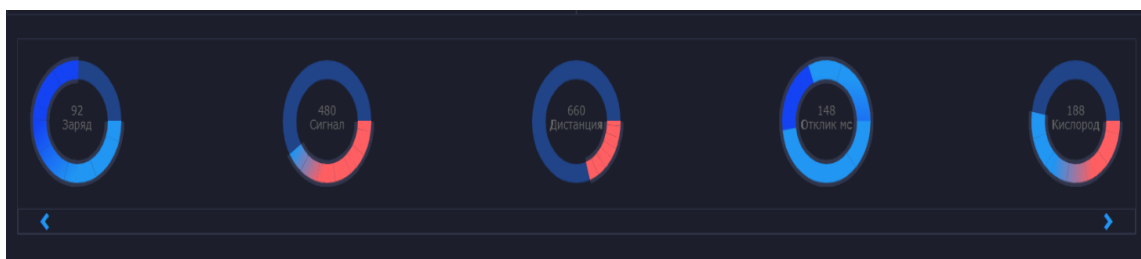 92
Заряд
480
Сигнал
660
Дистанция
148
Отклик мс
188
Кислород